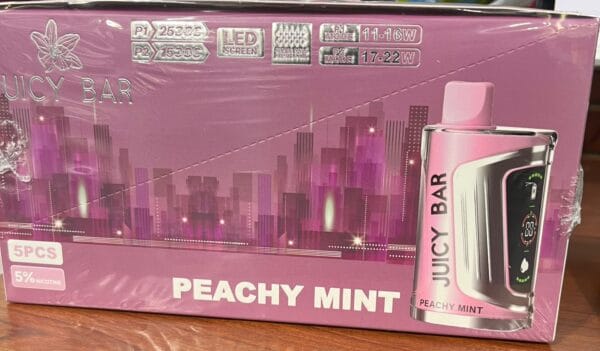 P1 25000
P2 15000
LED
SCREEN
11-16W
17-22W
JUICY BAR
5PCS
5% NICOTINE
PEACHY MINT
JUICY BAR
PEACHY MINT